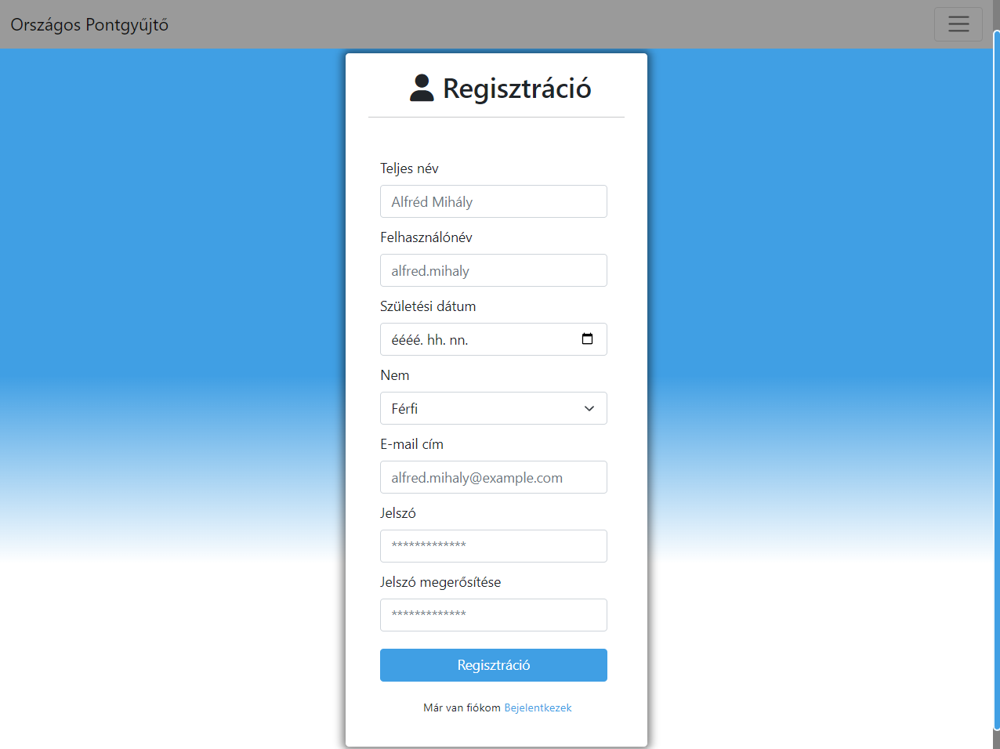 Országos Pontgyűjtő
Regisztráció
Teljes név
Alfréd Mihály
Felhasználónév
alfred.mihaly
Születési dátum
éééé. hh. nn.
Nem
Férfi
E-mail cím
alfred.mihaly@example.com
Jelszó
*************
Jelszó megerősítése
*************
Regisztráció
Már van fiókom Bejelentkezek